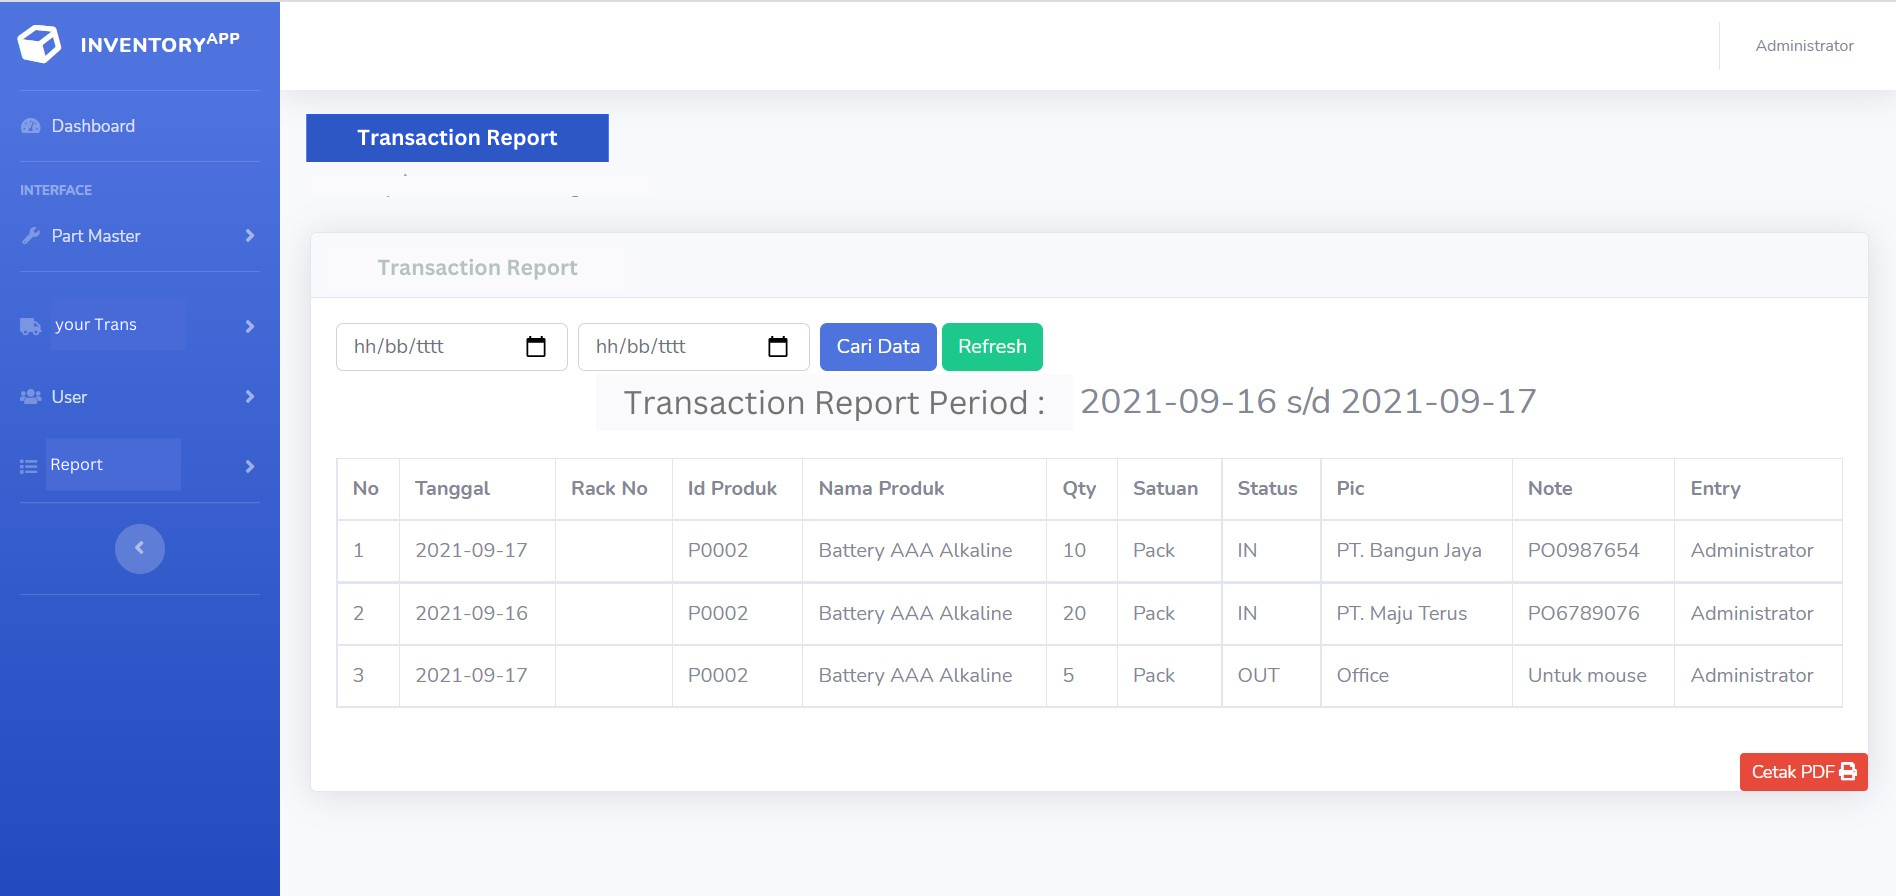 INVENTORYAPP
Administrator
Dashboard
INTERFACE
Part Master
your Trans
User
Report
Transaction Report
Transaction Report
hh/bb/tttt hh/bb/tttt Cari Data Refresh
Transaction Report Period : 2021-09-16 s/d 2021-09-17
No Tanggal Rack No Id Produk Nama Produk Qty Satuan Status Pic Note Entry
1 2021-09-17 P0002 Battery AAA Alkaline 10 Pack IN PT. Bangun Jaya PO0987654 Administrator
2 2021-09-16 P0002 Battery AAA Alkaline 20 Pack IN PT. Maju Terus PO6789076 Administrator
3 2021-09-17 P0002 Battery AAA Alkaline 5 Pack OUT Office Untuk mouse Administrator
Cetak PDF